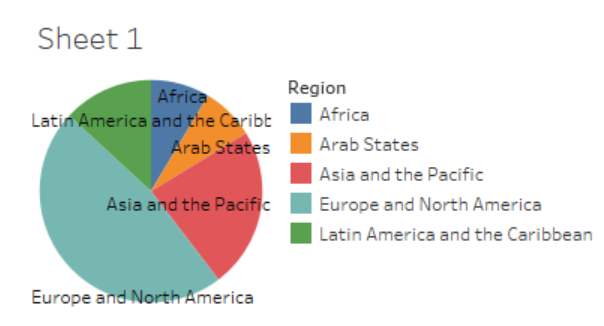 Sheet 1
Africa
Latin America and the Caribb
Arab States
Asia and the Pacific
Europe and North America
Region
Africa
Arab States
Asia and the Pacific
Europe and North America
Latin America and the Caribbean